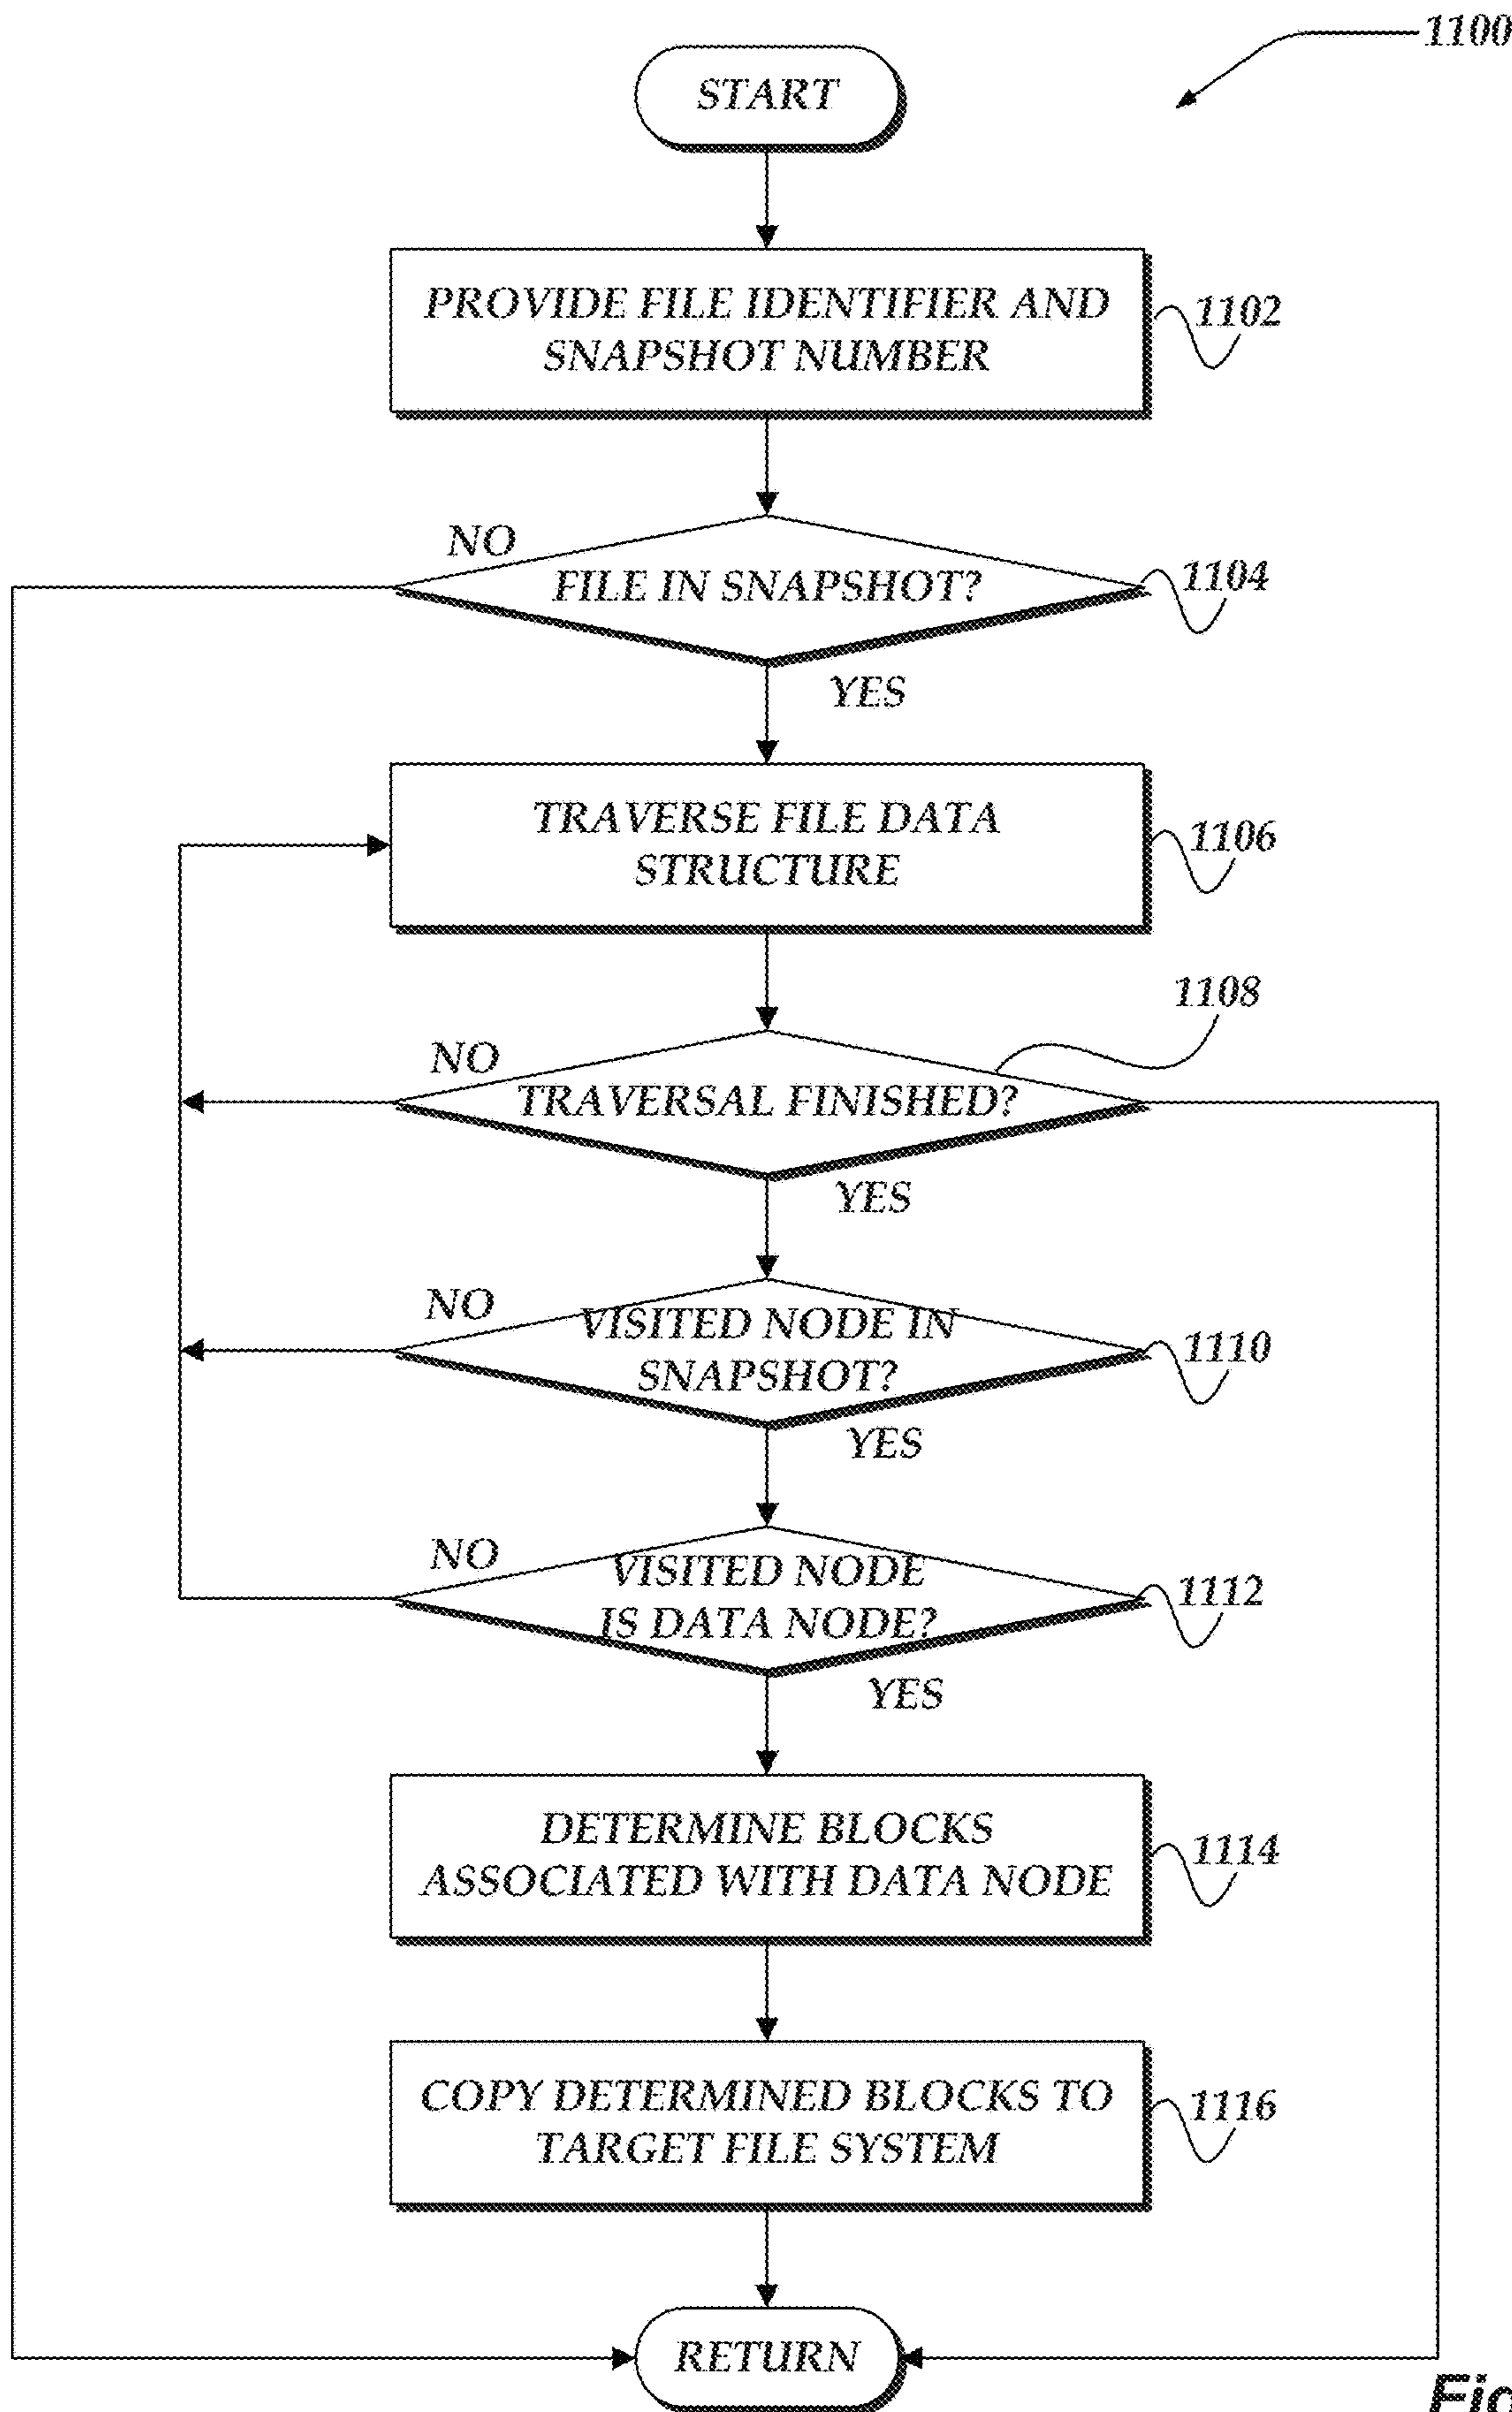 1100
START
PROVIDE FILE IDENTIFIER AND
SNAPSHOT NUMBER
1102
NO
FILE IN SNAPSHOT?
1104
YES
TRAVERSE FILE DATA
STRUCTURE
1106
1108
NO
TRAVERSAL FINISHED?
YES
NO
VISITED NODE IN
SNAPSHOT?
1110
YES
NO
VISITED NODE
IS DATA NODE?
1112
YES
DETERMINE BLOCKS
ASSOCIATED WITH DATA NODE
1114
COPY DETERMINED BLOCKS TO
TARGET FILE SYSTEM
1116
RETURN
Fig